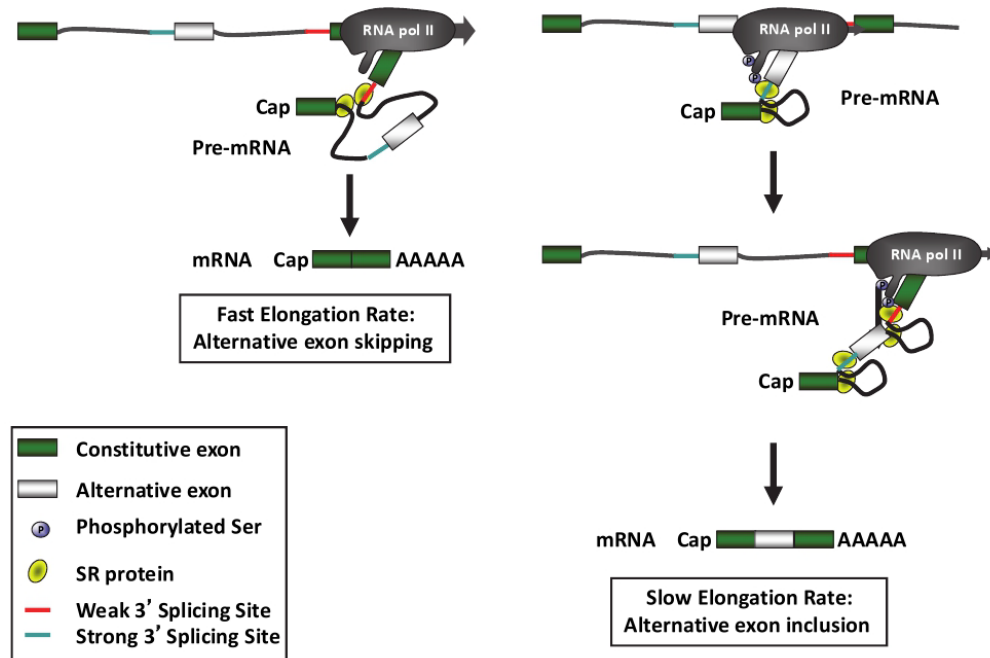 RNA pol II
Cap
Pre-mRNA
mRNA Cap AAAAA
Fast Elongation Rate:
Alternative exon skipping
RNA pol II
P
P
Pre-mRNA
Cap
RNA pol II
P
P
Pre-mRNA
Cap
mRNA Cap AAAAA
Slow Elongation Rate:
Alternative exon inclusion
Constitutive exon
Alternative exon
P Phosphorylated Ser
SR protein
Weak 3’ Splicing Site
Strong 3’ Splicing Site